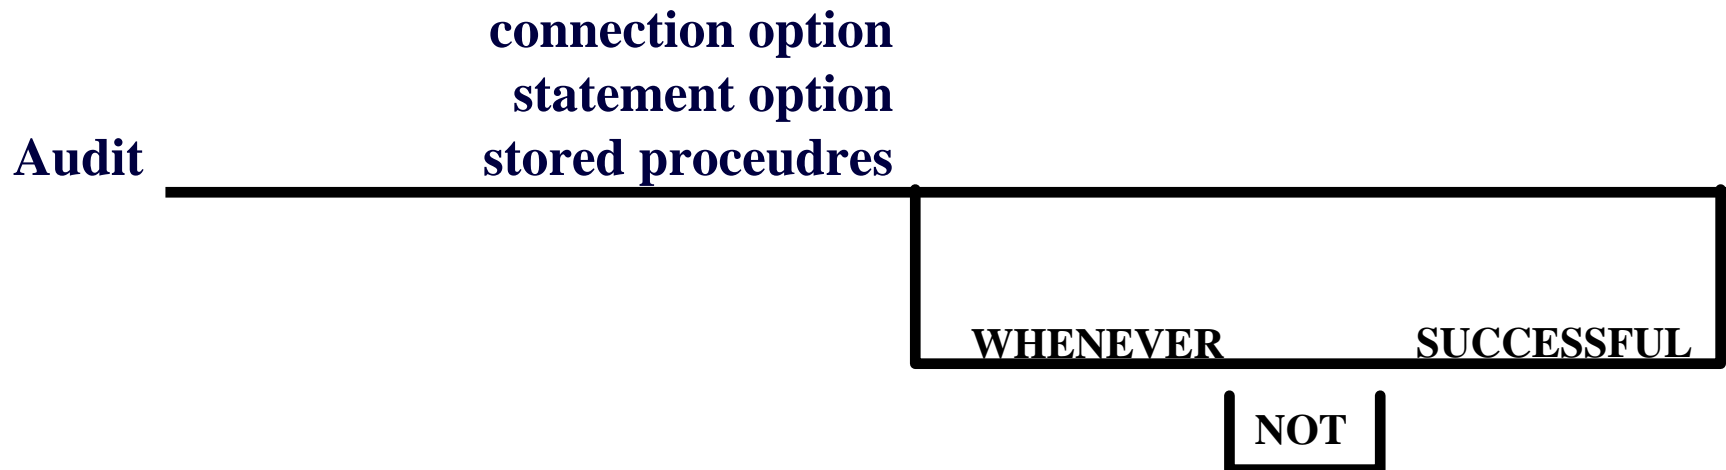 connection option
statement option
Audit stored proceudres
WHENEVER SUCCESSFUL
NOT